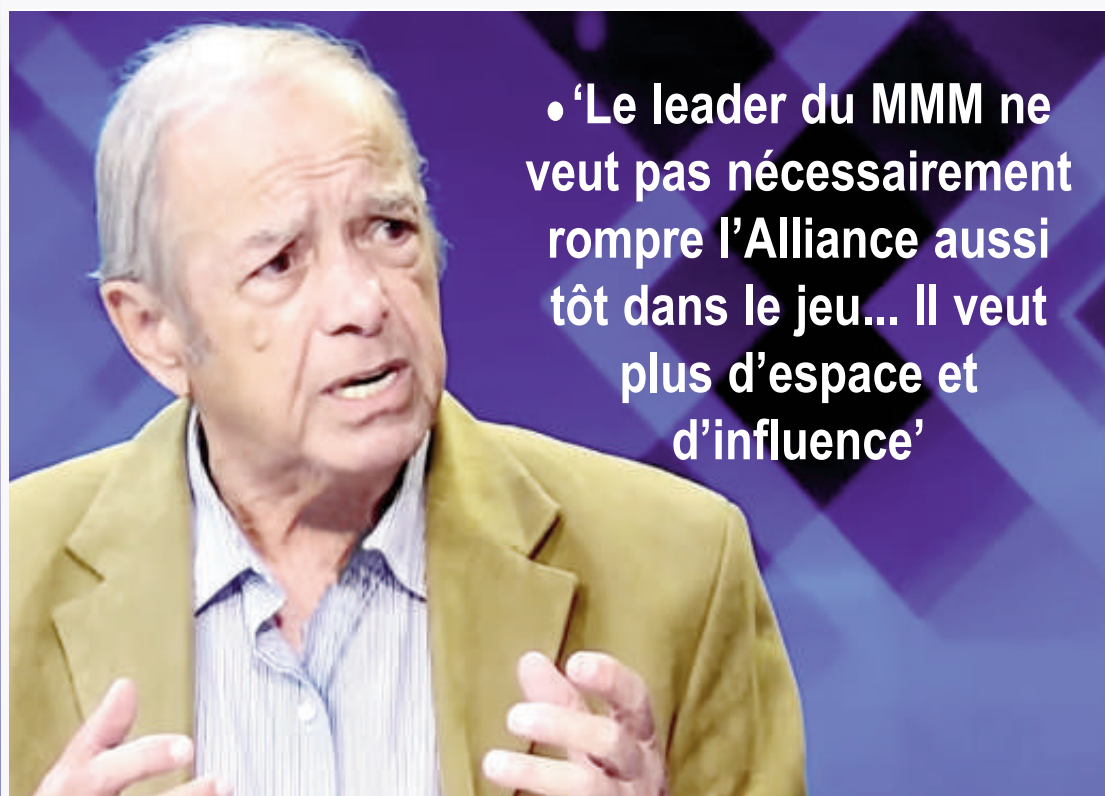 • ‘Le leader du MMM ne
veut pas nécessairement
rompre l’Alliance aussi
tôt dans le jeu... Il veut
plus d’espace et
d’influence’